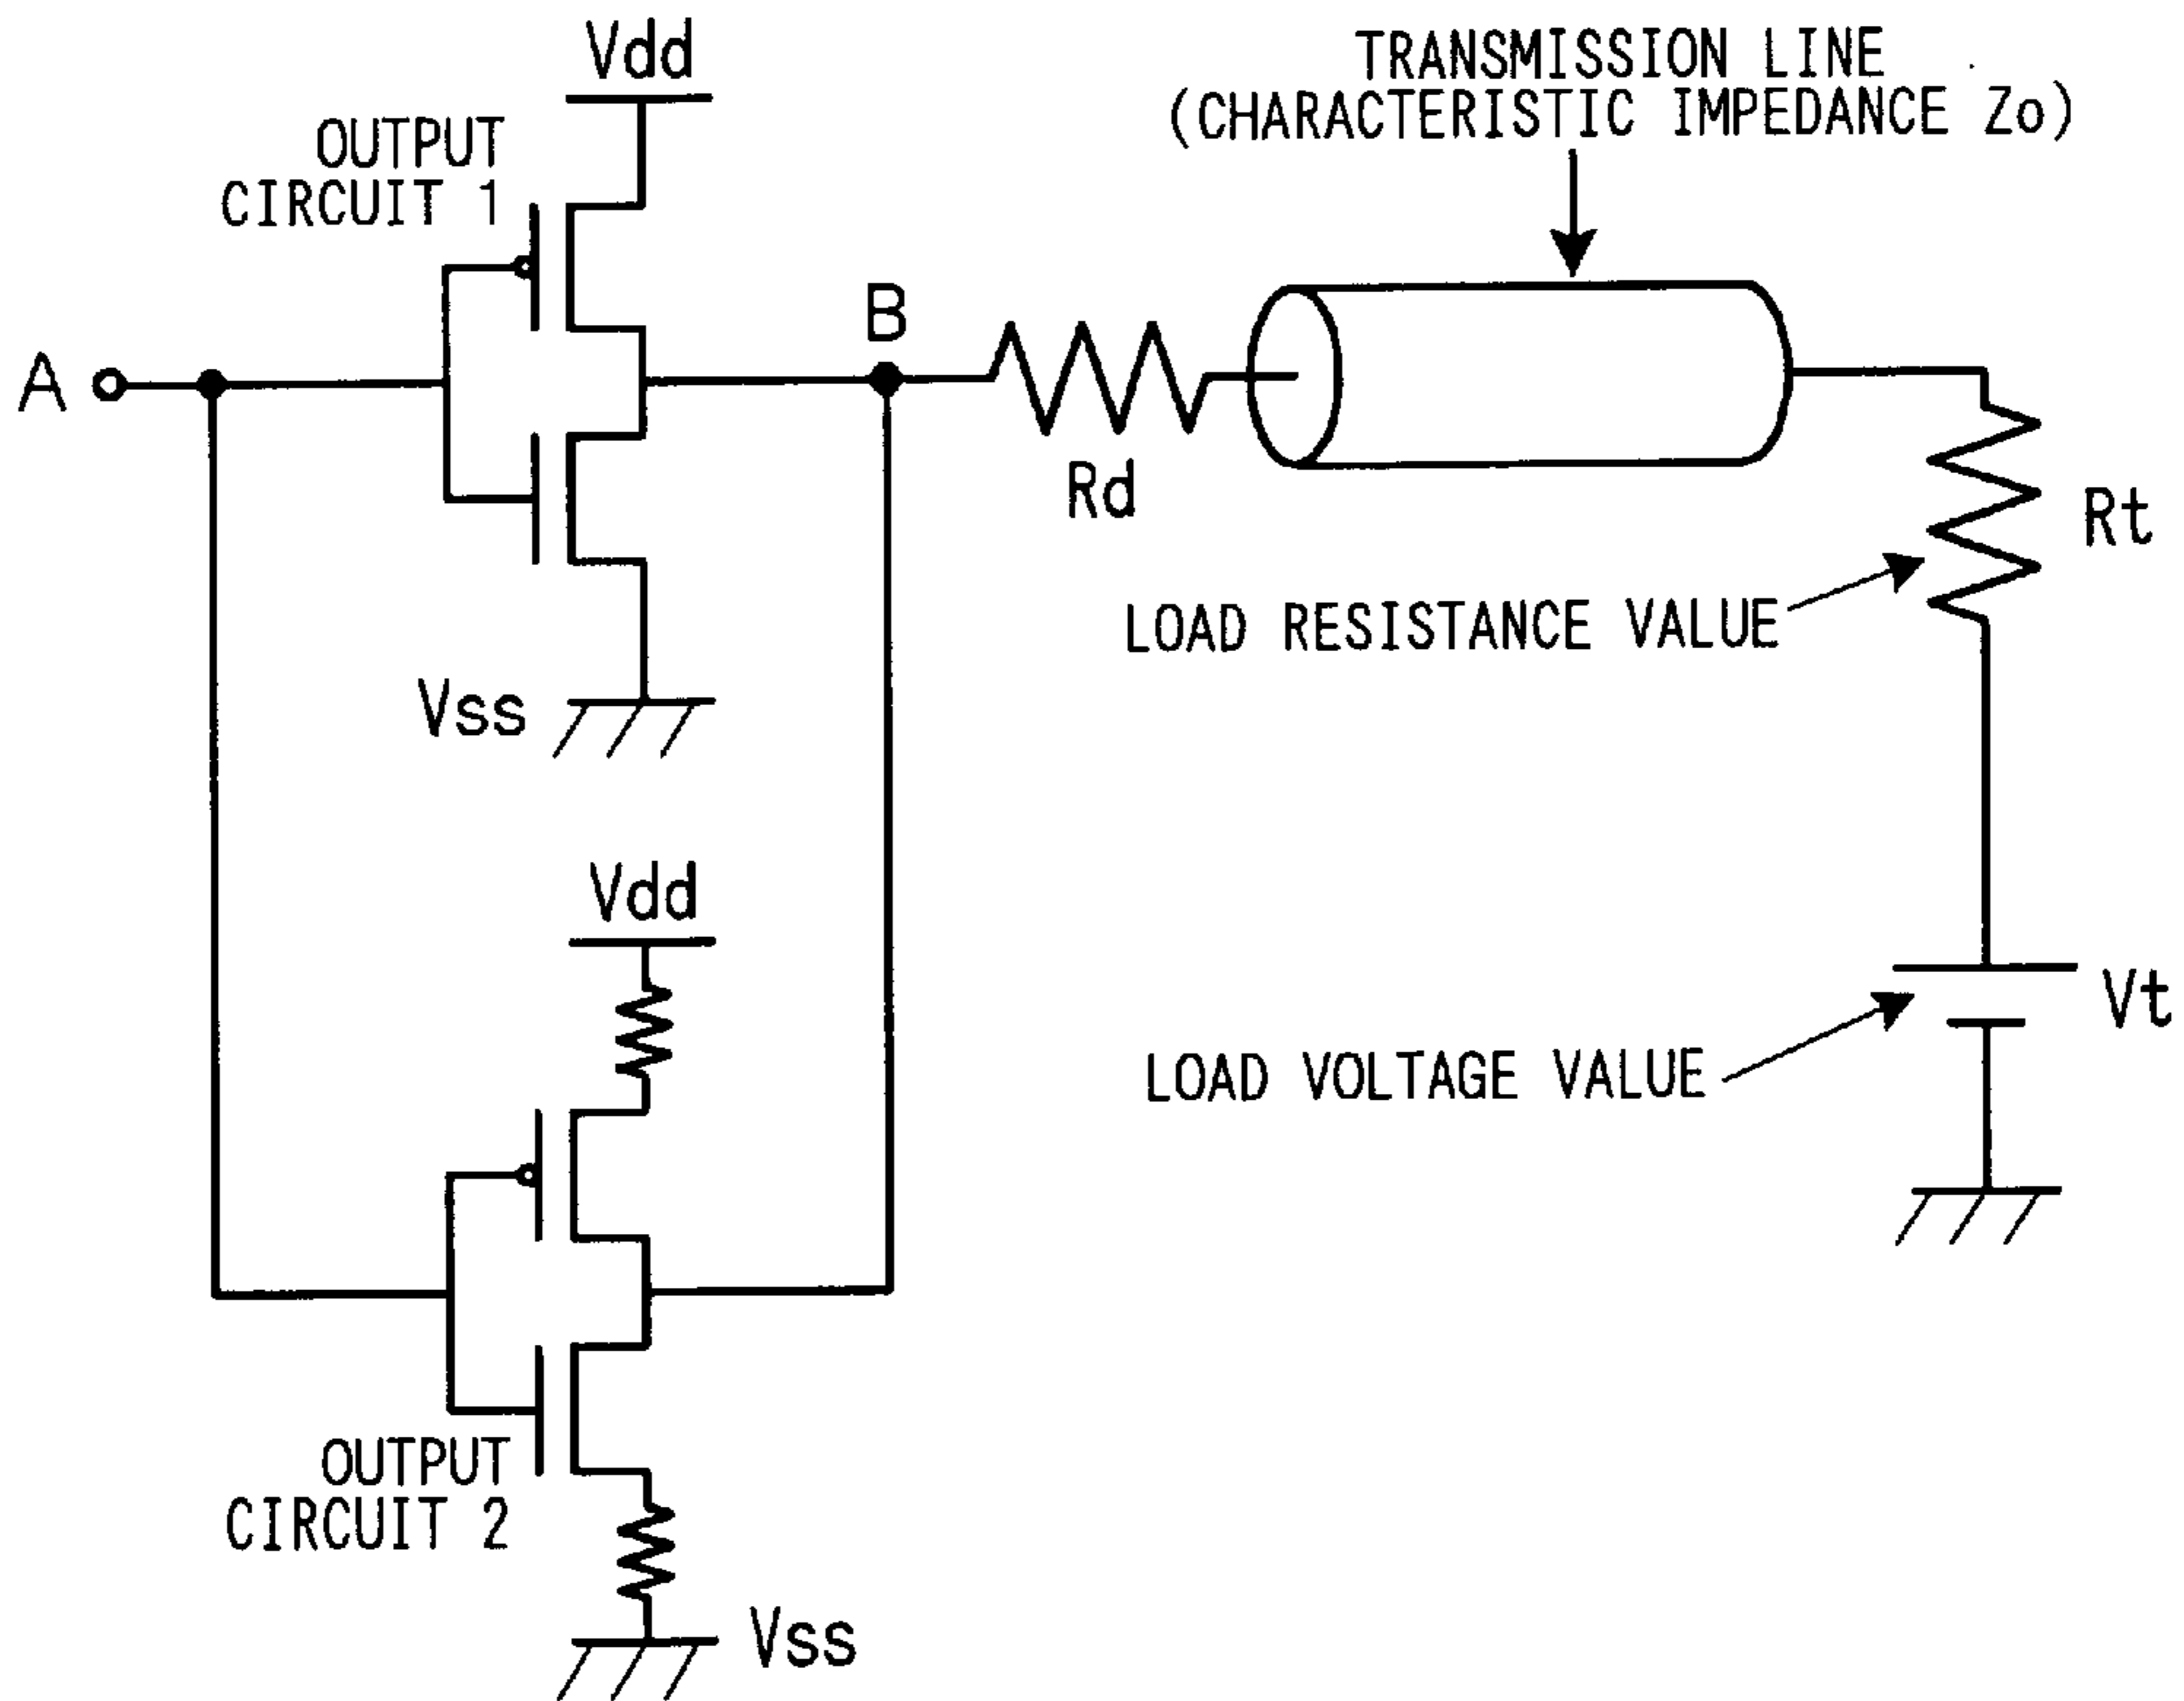 Vdd
TRANSMISSION LINE
(CHARACTERISTIC IMPEDANCE Zo)
OUTPUT
CIRCUIT 1
A
B
Rd
Rt
LOAD RESISTANCE VALUE
Vss
Vdd
Vt
LOAD VOLTAGE VALUE
OUTPUT
CIRCUIT 2
Vss